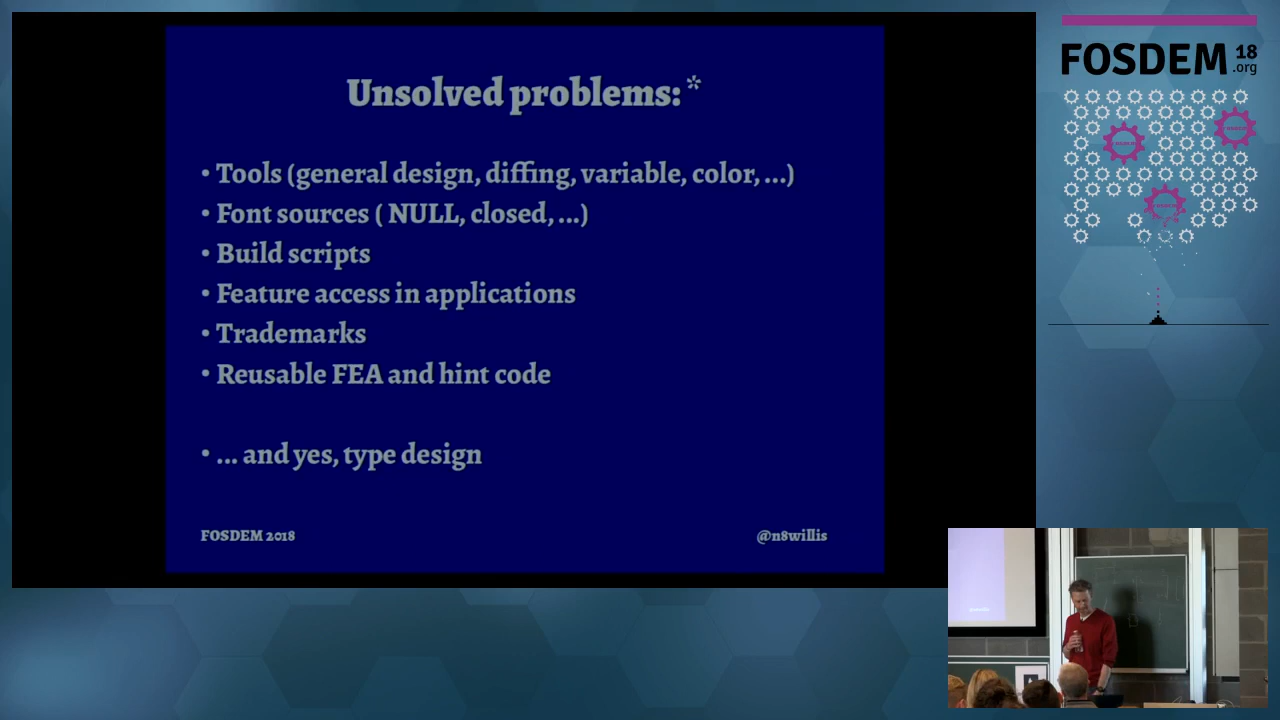 Unsolved problems: *
• Tools (general design, diffing, variable, color, ...)
• Font sources ( NULL, closed, ...)
• Build scripts
• Feature access in applications
• Trademarks
• Reusable FEA and hint code
• ... and yes, type design
FOSDEM 2018
@n8willis
FOSDEM 18
.org